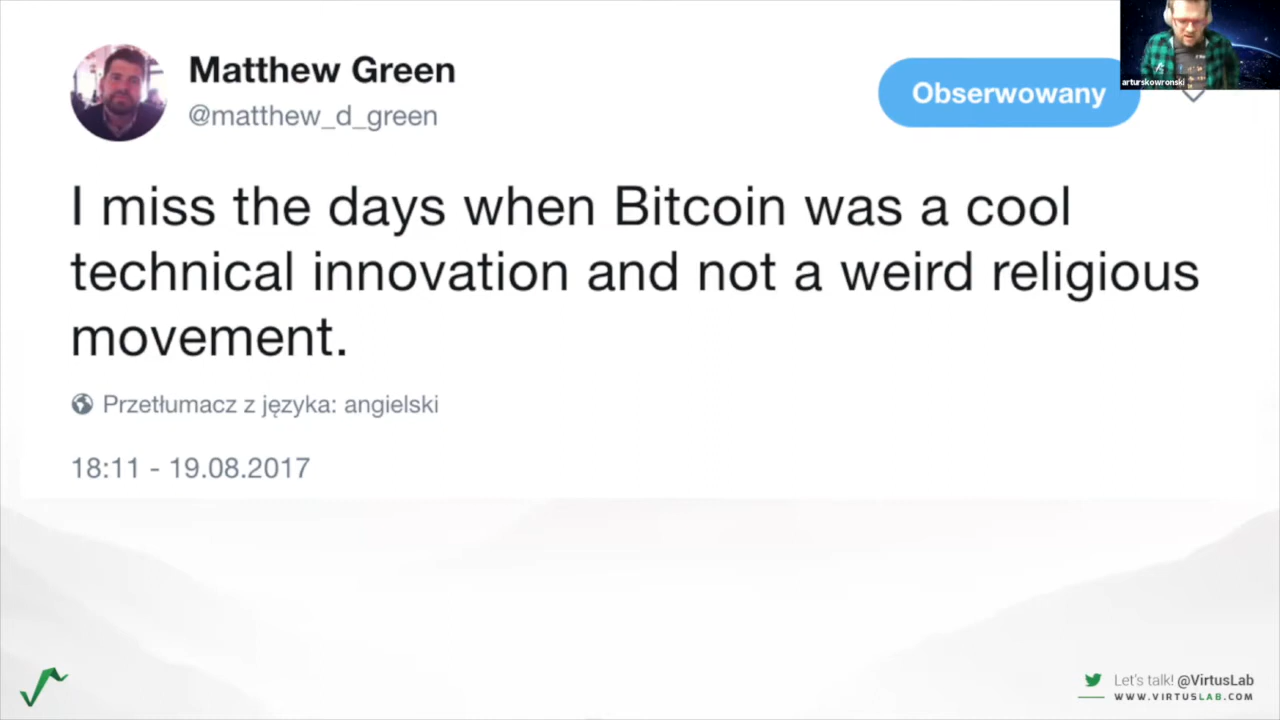 Matthew Green
@matthew_d_green
Obserwowany
arturskowronski
I miss the days when Bitcoin was a cool
technical innovation and not a weird religious
movement.
Przetłumacz z języka: angielski
18:11 - 19.08.2017
Let's talk! @VirtusLab
WWW.VIRTUSLAB.COM